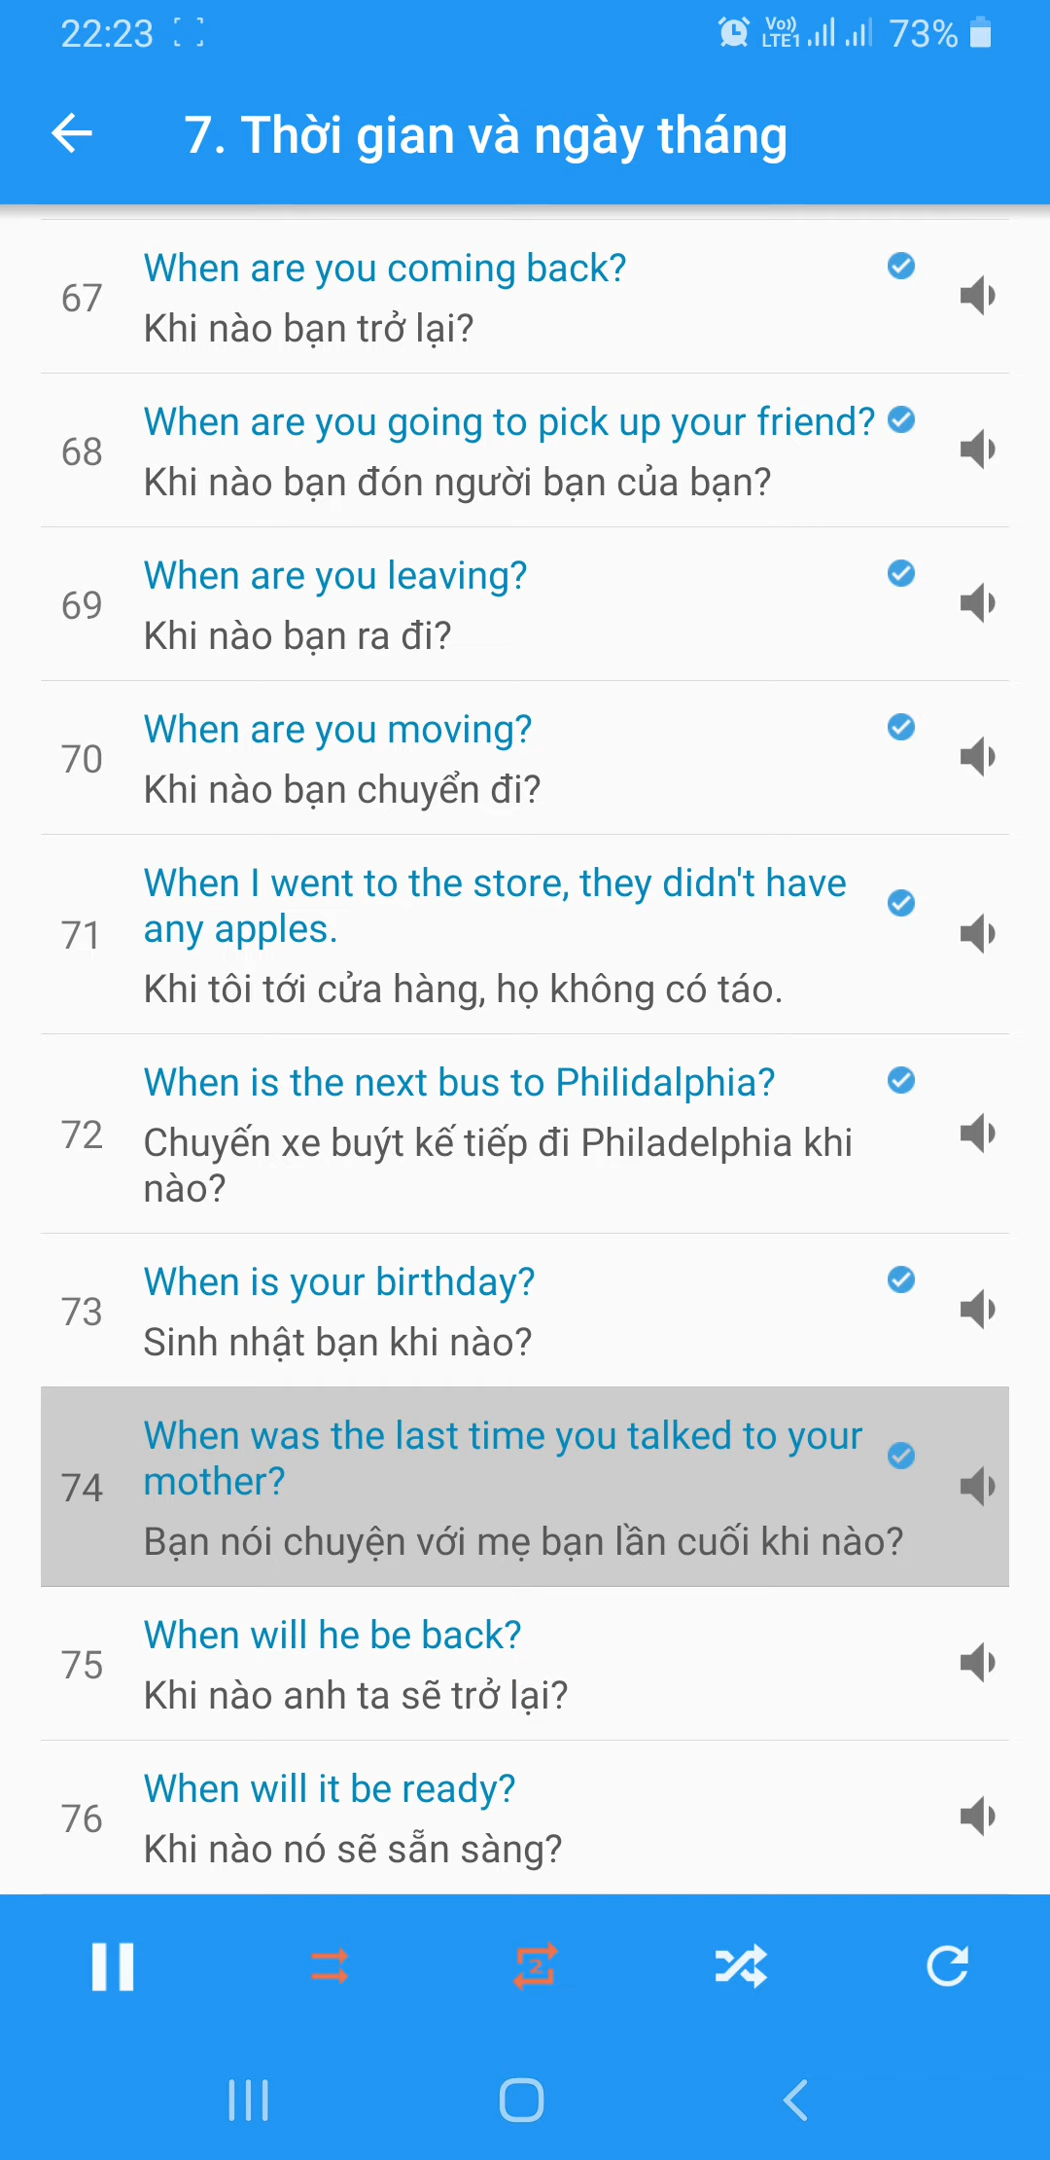 22:23 Vo)) LTE1 73%
7. Thời gian và ngày tháng
67
When are you coming back?
Khi nào bạn trở lại?
68
When are you going to pick up your friend?
Khi nào bạn đón người bạn của bạn?
69
When are you leaving?
Khi nào bạn ra đi?
70
When are you moving?
Khi nào bạn chuyển đi?
71
When I went to the store, they didn't have
any apples.
Khi tôi tới cửa hàng, họ không có táo.
72
When is the next bus to Philidalphia?
Chuyến xe buýt kế tiếp đi Philadelphia khi
nào?
73
When is your birthday?
Sinh nhật bạn khi nào?
74
When was the last time you talked to your
mother?
Bạn nói chuyện với mẹ bạn lần cuối khi nào?
75
When will he be back?
Khi nào anh ta sẽ trở lại?
76
When will it be ready?
Khi nào nó sẽ sẵn sàng?
2